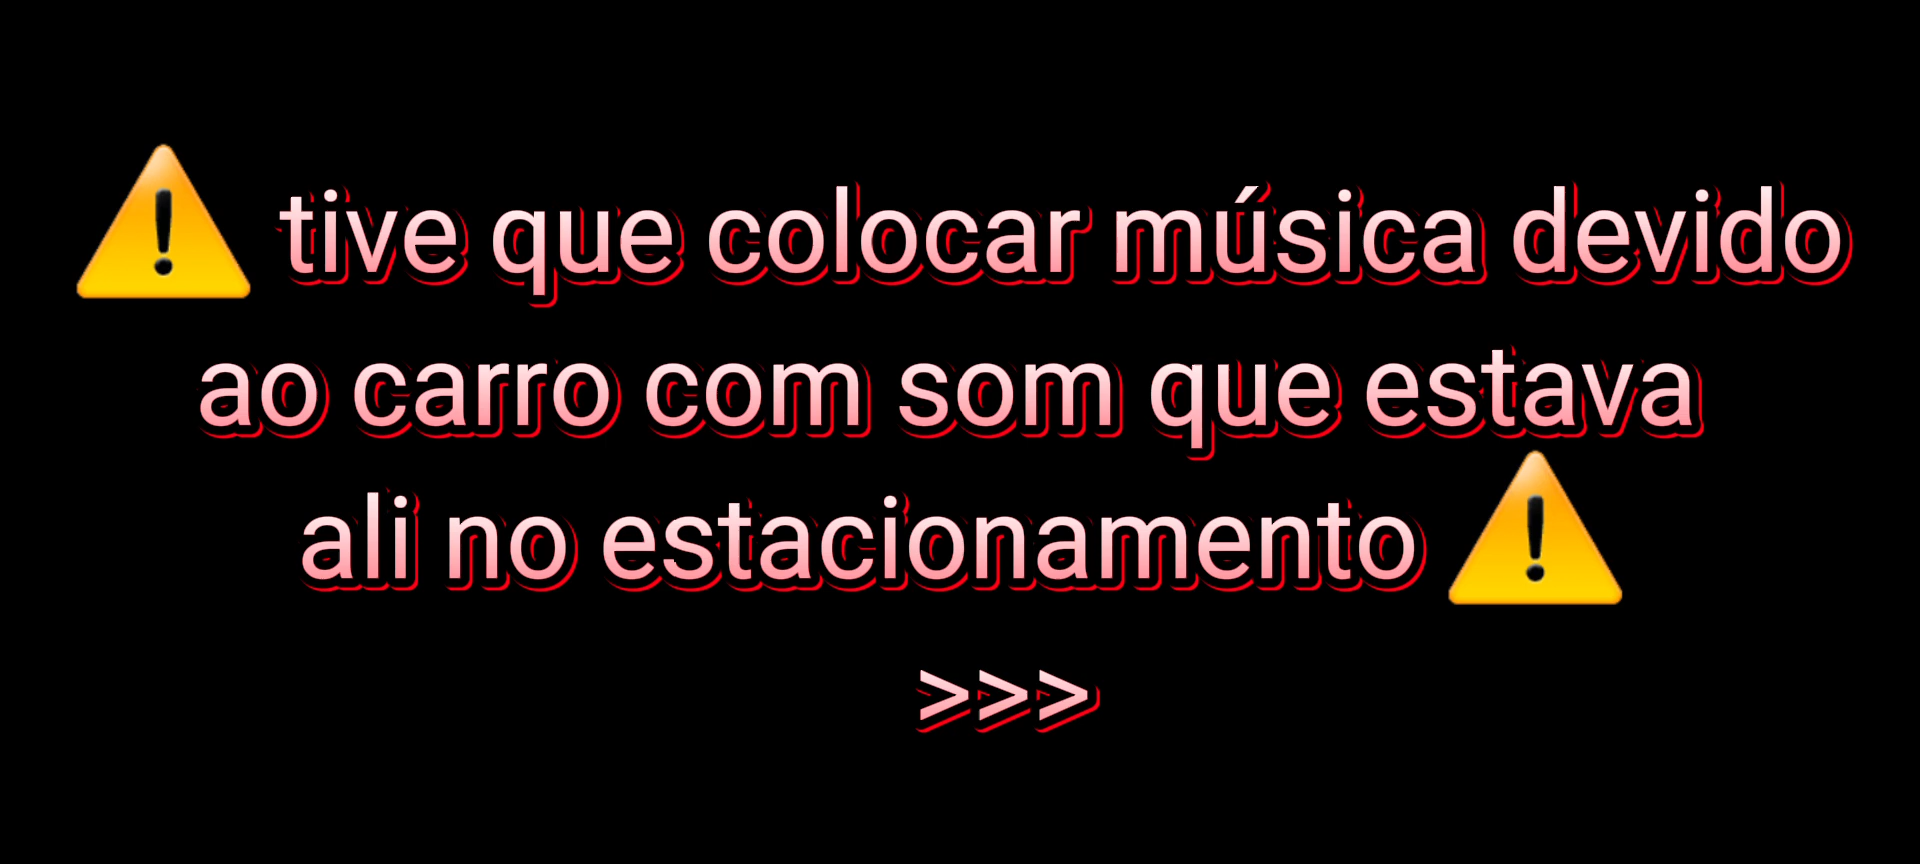 ⚠️ tive que colocar música devido
ao carro com som que estava
ali no estacionamento ⚠️
>>>